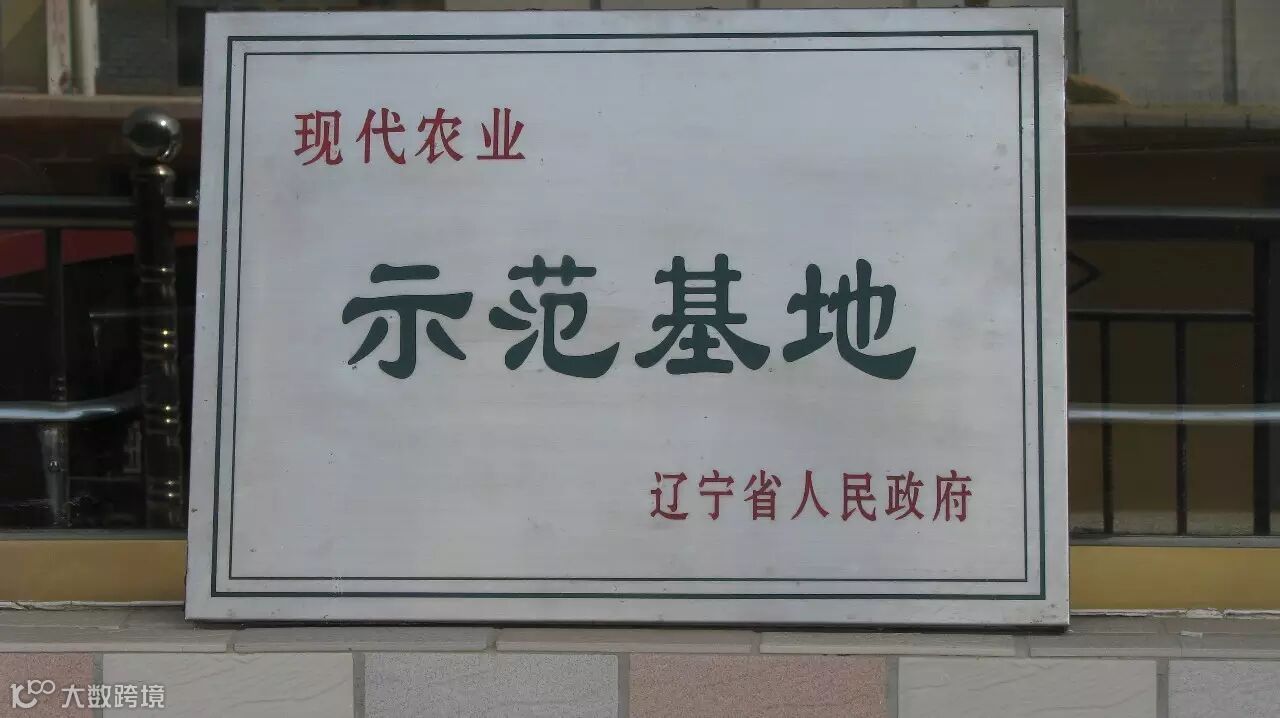 现代农业
示范基地
辽宁省人民政府
大数跨境